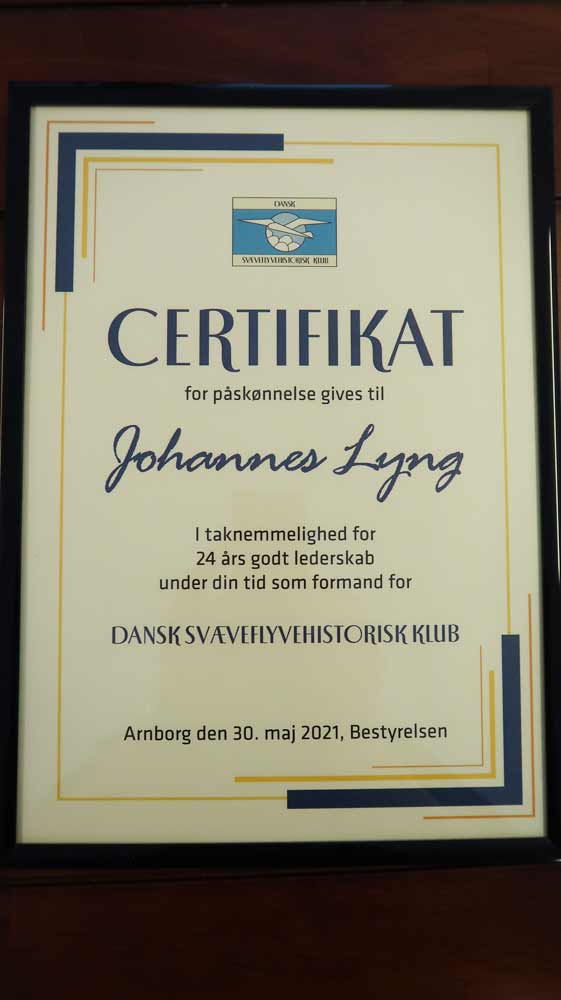 DANSK
SVÆVEFLYVEHISTORISK KLUB
CERTIFIKAT
for påskønnelse gives til
Johannes Lyng
I taknemmelighed for
24 års godt lederskab
under din tid som formand for
DANSK SVÆVEFLYVEHISTORISK KLUB
Arnborg den 30. maj 2021, Bestyrelsen